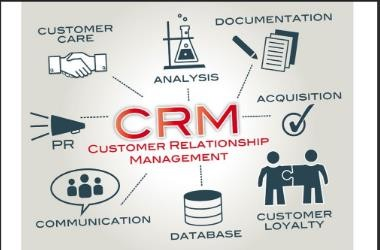 CUSTOMER
CARE
DOCUMENTATION
ANALYSIS
ACQUISITION
PR
CRM
CUSTOMER RELATIONSHIP
MANAGEMENT
COMMUNICATION
DATABASE
CUSTOMER
LOYALTY